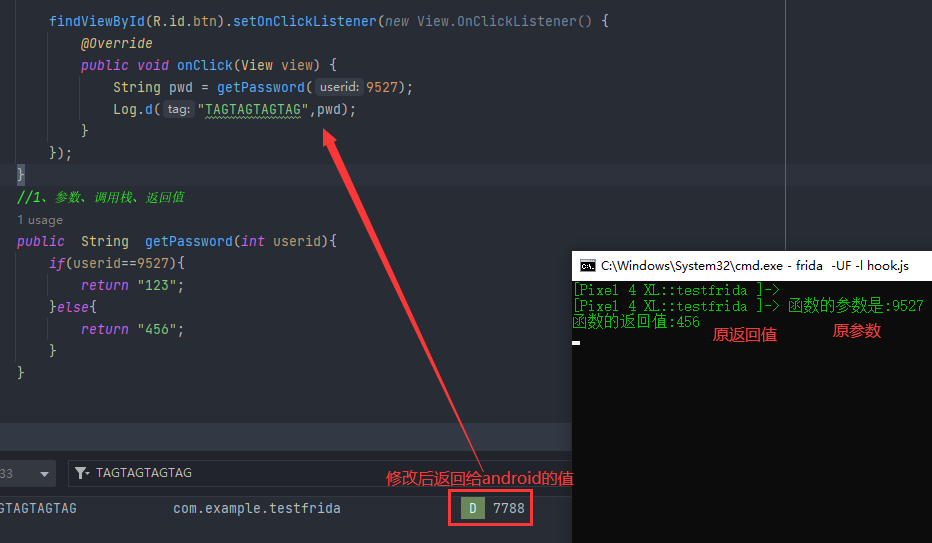 findViewById(R.id.btn).setOnClickListener(new View.OnClickListener() {
@Override
public void onClick(View view) {
String pwd = getPassword( userid: 9527);
Log.d( tag: "TAGTAGTAGTAG",pwd);
}
});
}
//1、参数、调用栈、返回值
1 usage
public String getPassword(int userid){
if(userid==9527){
return "123";
}else{
return "456";
}
}
C:\Windows\System32\cmd.exe - frida -UF -l hook.js
[Pixel 4 XL::testfrida ]->
[Pixel 4 XL::testfrida ]-> 函数的参数是:9527
函数的返回值:456
原返回值
原参数
33
TAGTAGTAGTAG
修改后返回给android的值
GTAGTAGTAG com.example.testfrida D 7788